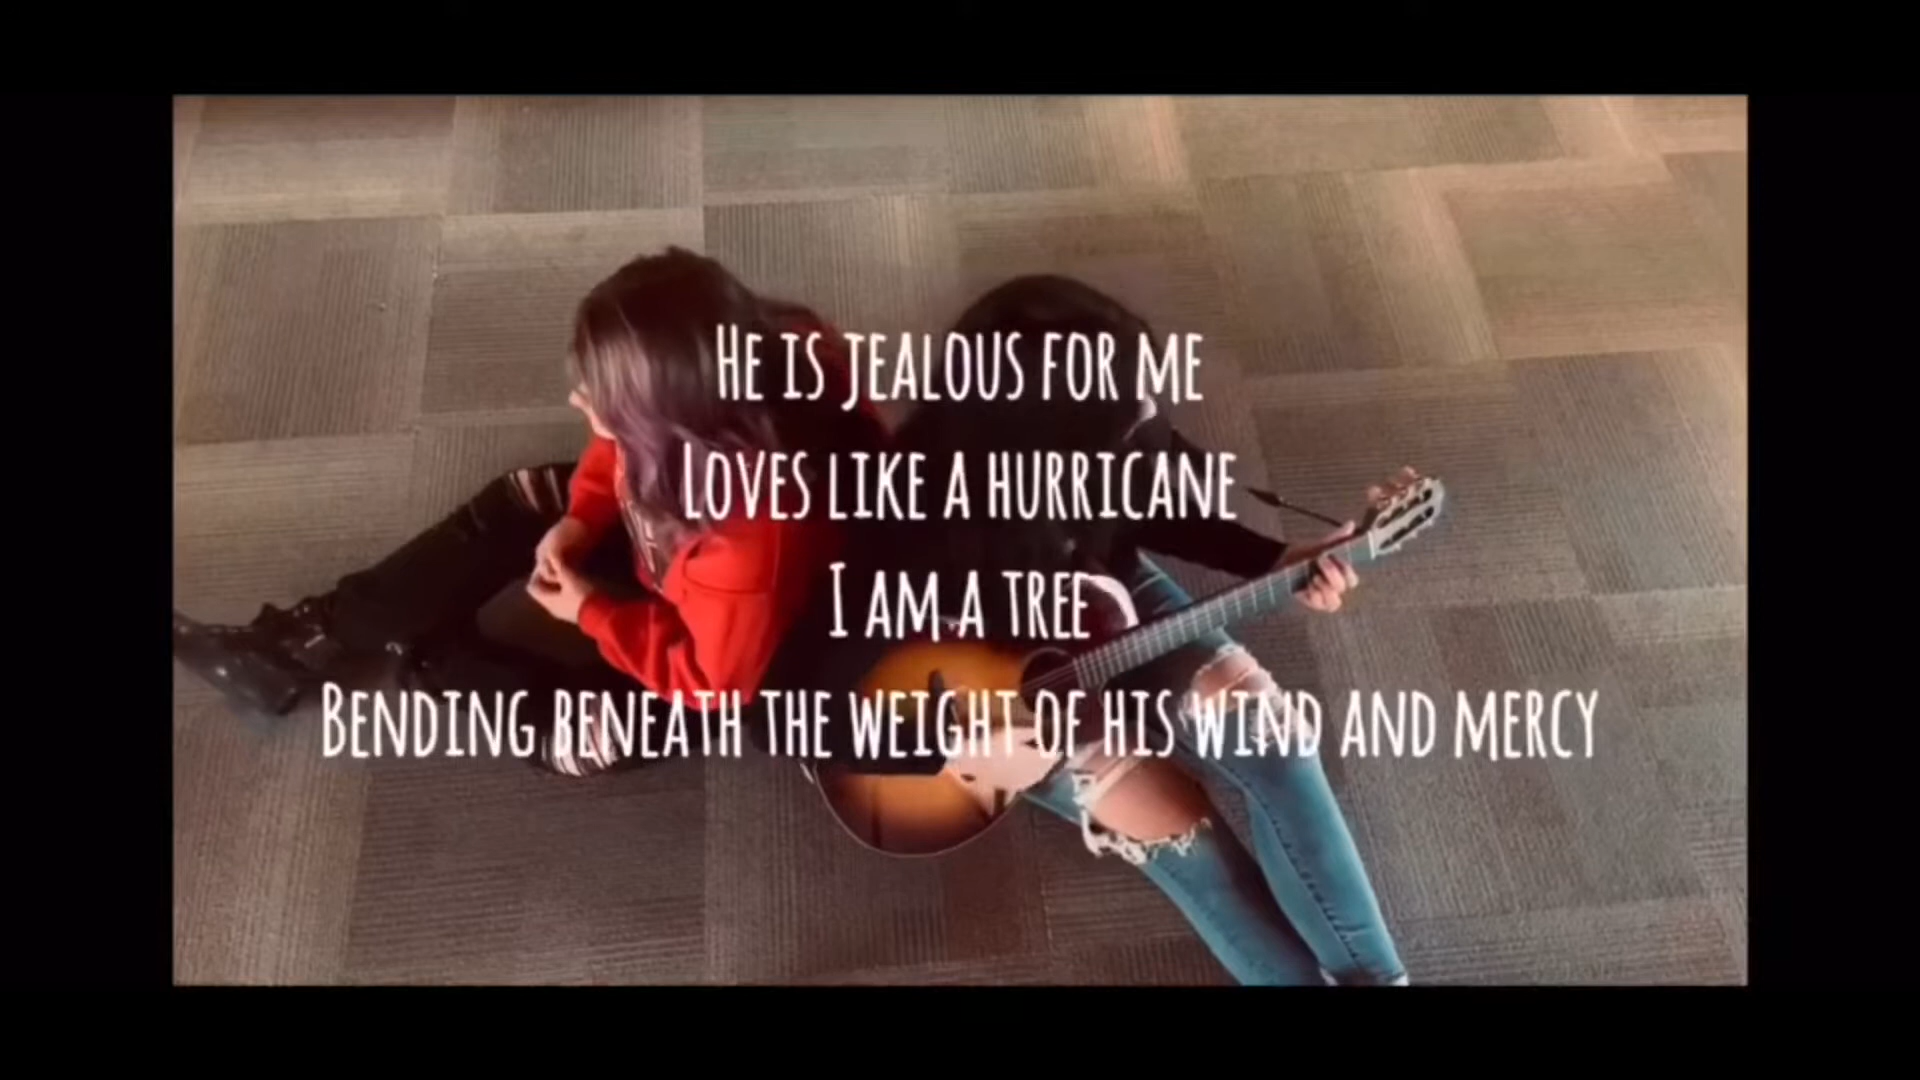 He is jealous for me
Loves like a hurricane
I am a tree
Bending beneath the weight of his wind and mercy